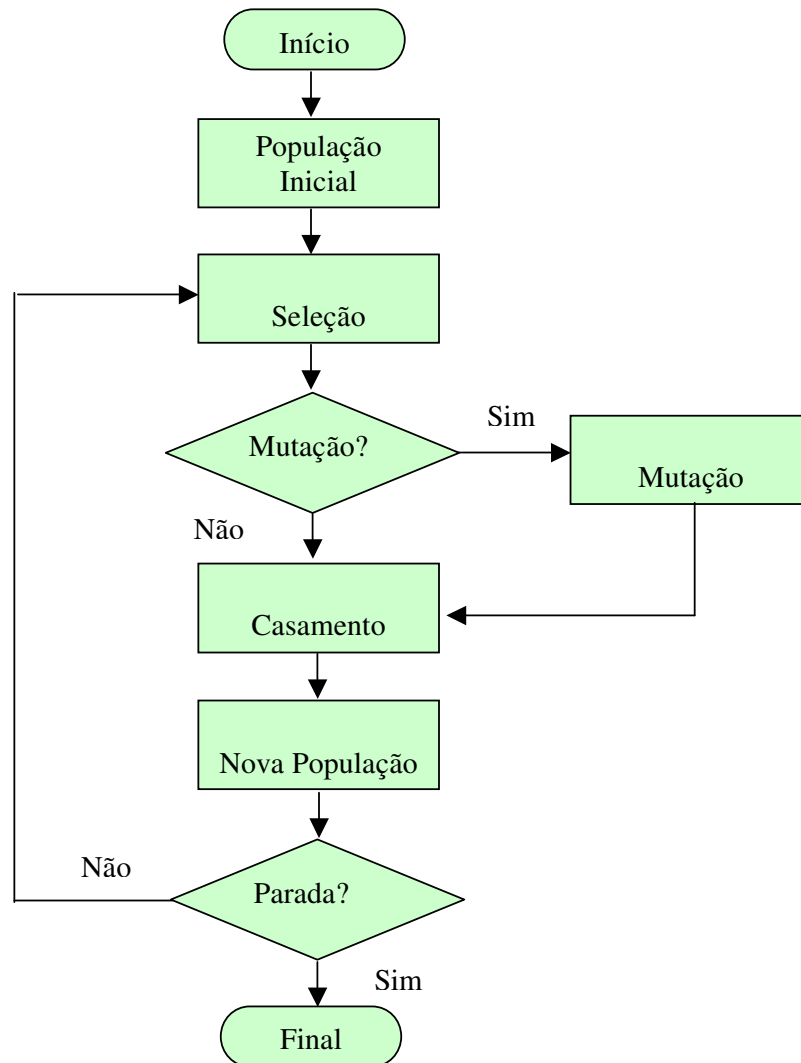 Início
População
Inicial
Seleção
Mutação?
Sim
Mutação
Não
Casamento
Nova População
Não
Parada?
Sim
Final